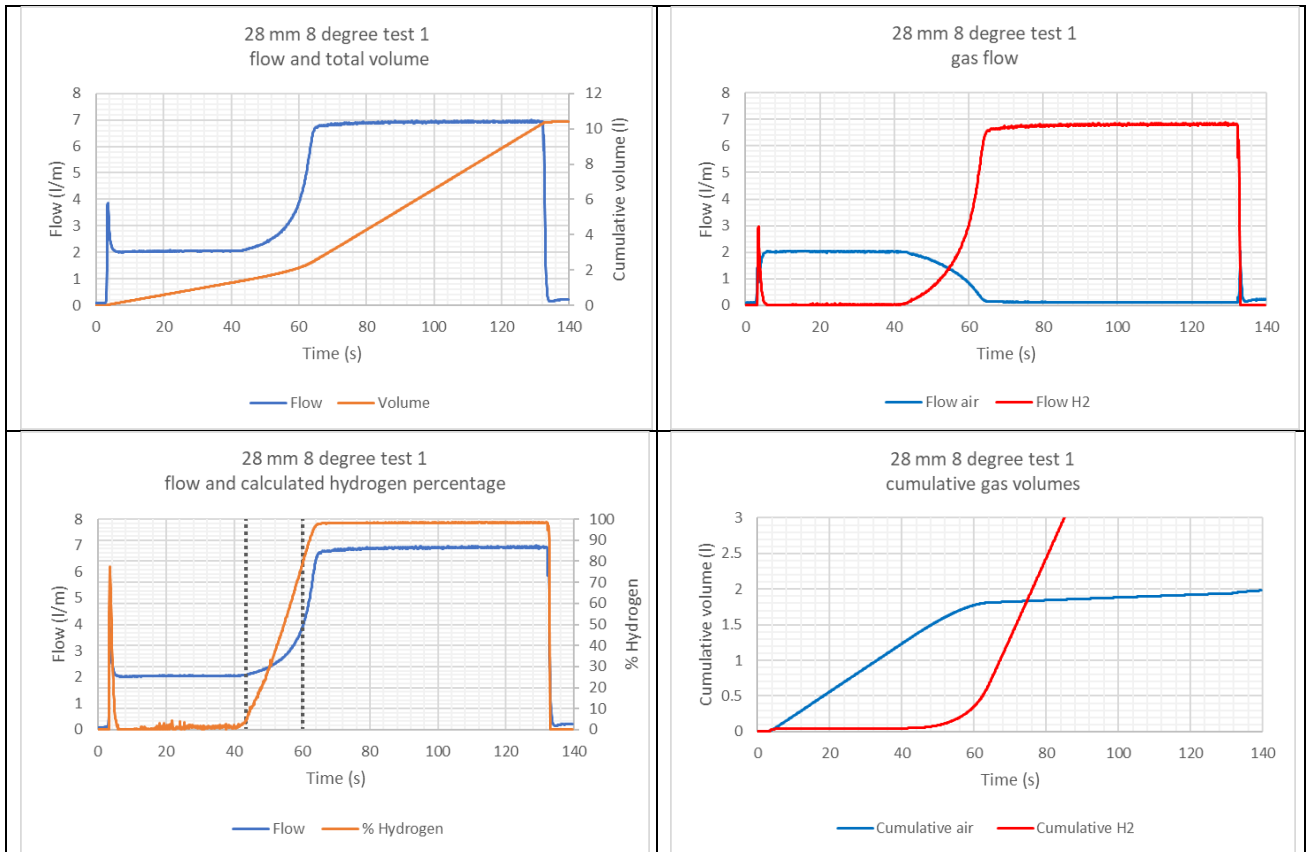 28 mm 8 degree test 1
flow and total volume
8
7
6
5
4
3
2
1
0
12
10
8
6
4
2
0
0 20 40 60 80 100 120 140
Flow (l/m)
Cumulative volume (l)
Time (s)
Flow Volume
28 mm 8 degree test 1
gas flow
8
7
6
5
4
3
2
1
0
0 20 40 60 80 100 120 140
Flow (l/m)
Time (s)
Flow air Flow H2
28 mm 8 degree test 1
flow and calculated hydrogen percentage
8
7
6
5
4
3
2
1
0
100
90
80
70
60
50
40
30
20
10
0
0 20 40 60 80 100 120 140
Flow (l/m)
% Hydrogen
Time (s)
Flow % Hydrogen
28 mm 8 degree test 1
cumulative gas volumes
3
2.5
2
1.5
1
0.5
0
0 20 40 60 80 100 120 140
Cumulative volume (l)
Time (s)
Cumulative air Cumulative H2